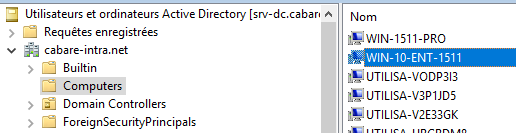 Utilisateurs et ordinateurs Active Directory [srv-dc.cabare
Requêtes enregistrées
cabare-intra.net
Builtin
Computers
Domain Controllers
ForeignSecurityPrincipals
Nom
WIN-1511-PRO
WIN-10-ENT-1511
UTILISA-VODP3I3
UTILISA-V3P1JD5
UTILISA-V2E33GK